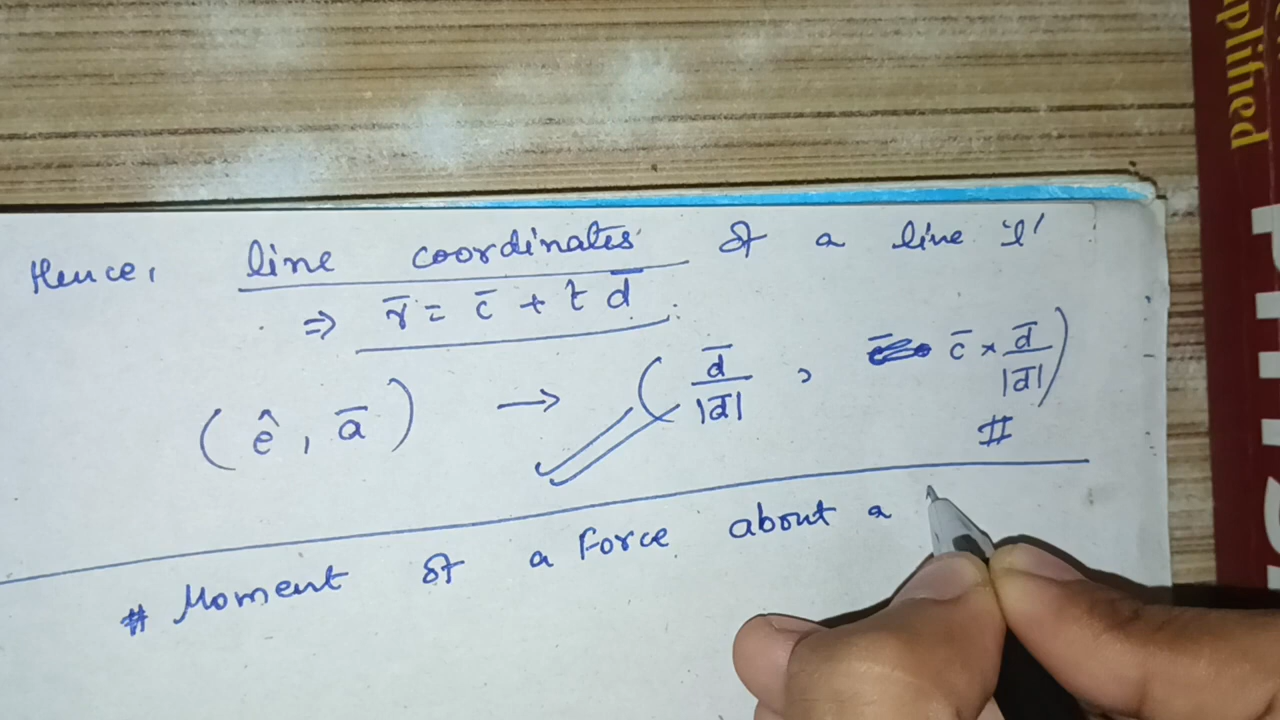 Hence, line coordinates of a line 'l'
⇒ r̄ = c̄ + t d̄
(ê, ā) → (d̄/|d̄|, c̄ × d̄/|d̄|)
#
# Moment of a Force about a
plified